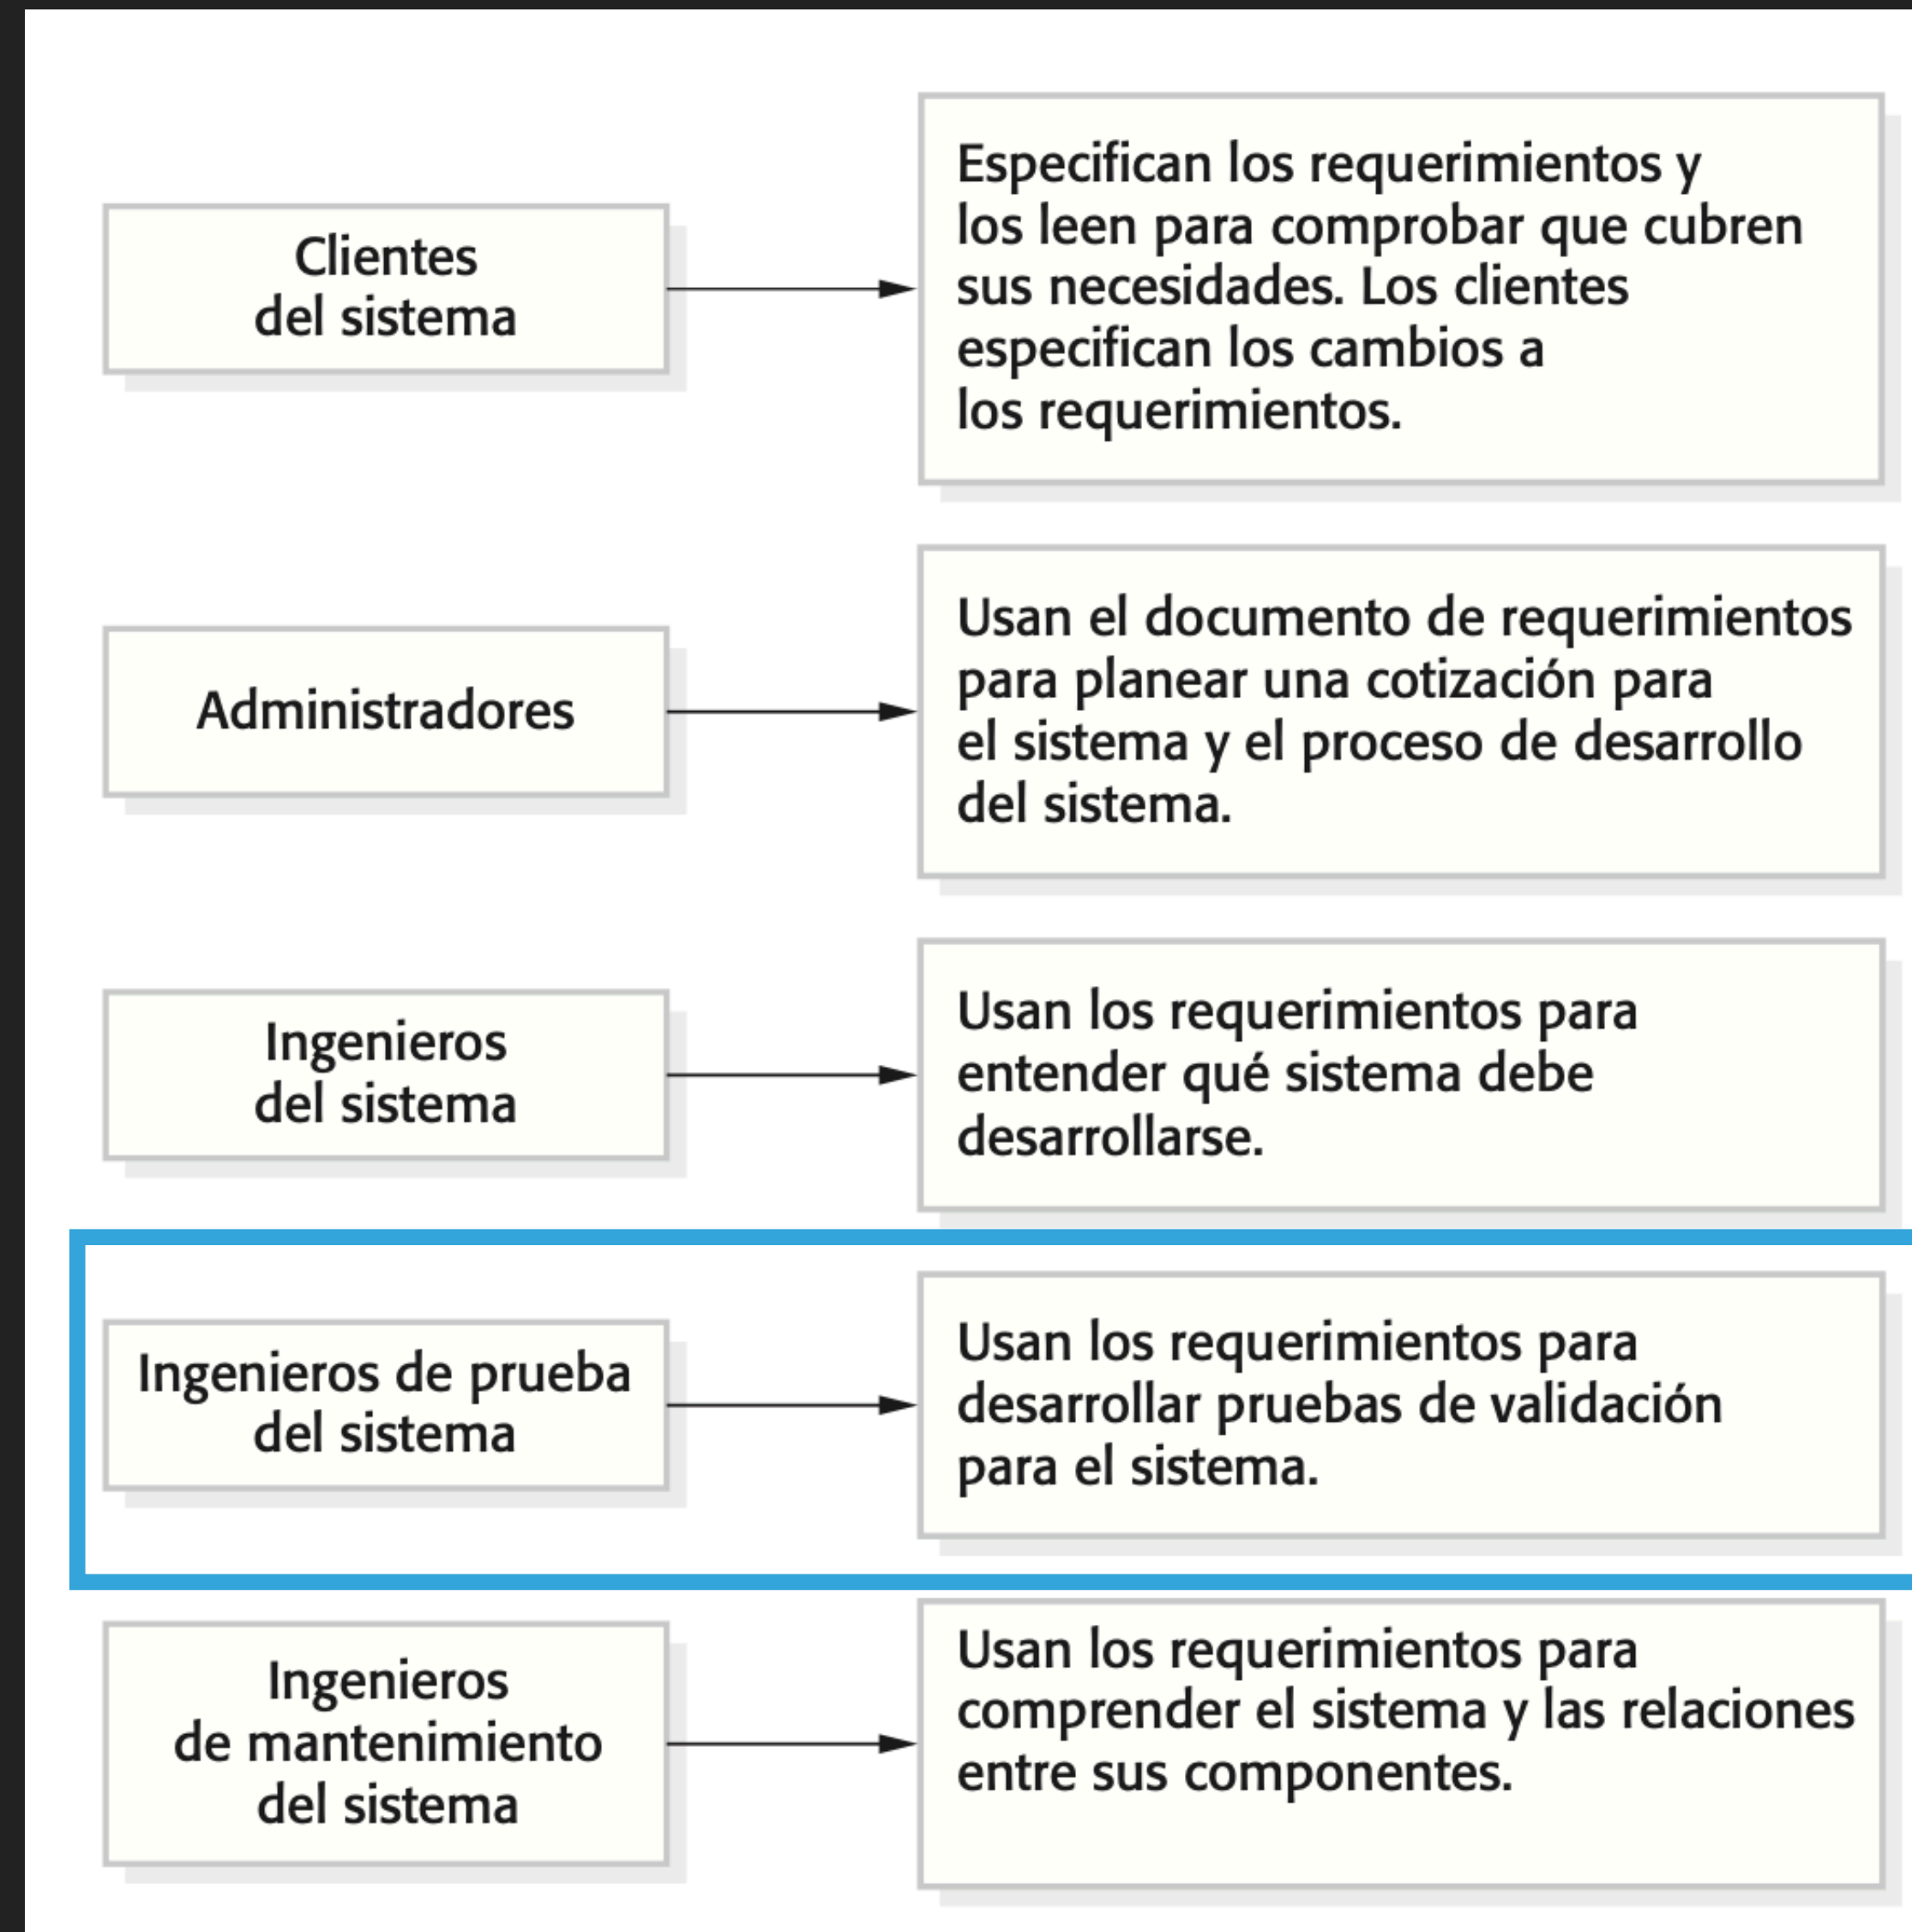 Clientes
del sistema
Especifican los requerimientos y
los leen para comprobar que cubren
sus necesidades. Los clientes
especifican los cambios a
los requerimientos.
Administradores
Usan el documento de requerimientos
para planear una cotización para
el sistema y el proceso de desarrollo
del sistema.
Ingenieros
del sistema
Usan los requerimientos para
entender qué sistema debe
desarrollarse.
Ingenieros de prueba
del sistema
Usan los requerimientos para
desarrollar pruebas de validación
para el sistema.
Ingenieros
de mantenimiento
del sistema
Usan los requerimientos para
comprender el sistema y las relaciones
entre sus componentes.